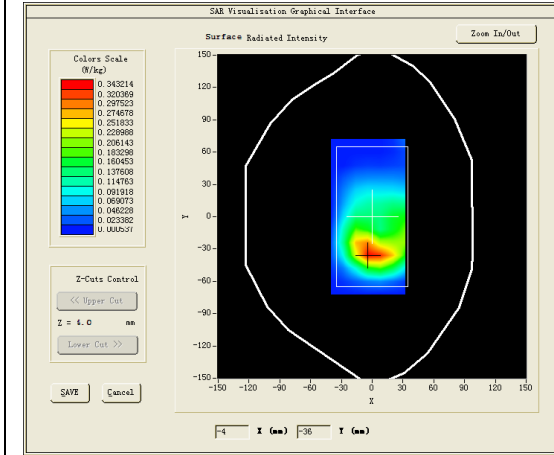 SAR Visualisation Graphical Interface
Surface Radiated Intensity
Zoom In/Out
Colors Scale
(W/kg)
0.343214
0.320369
0.297523
0.274678
0.251833
0.228988
0.206143
0.183298
0.160453
0.137608
0.114763
0.091918
0.069073
0.046228
0.023382
0.000537
Z-Cuts Control
<< Upper Cut
Z = 4.0 mm
Lower Cut >>
SAVE Cancel
150
120
90
60
30
Y 0
-30
-60
-90
-120
-150
-150 -120 -90 -60 -30 0 30 60 90 120 150
X
-4 X (mm) -36 Y (mm)